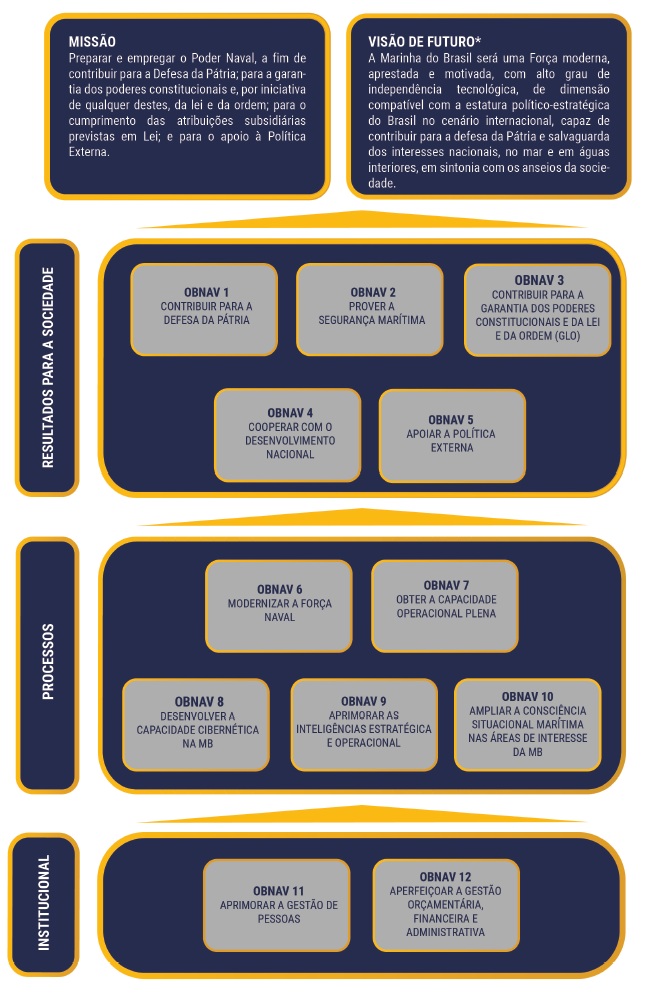 MISSÃO
Preparar e empregar o Poder Naval, a fim de
contribuir para a Defesa da Pátria; para a garan-
tia dos poderes constitucionais e, por iniciativa
de qualquer destes, da lei e da ordem; para o
cumprimento das atribuições subsidiárias
previstas em Lei; e para o apoio à Política
Externa.
VISÃO DE FUTURO*
A Marinha do Brasil será uma Força moderna,
aprestada e motivada, com alto grau de
independência tecnológica, de dimensão
compatível com a estatura político-estratégica
do Brasil no cenário internacional, capaz de
contribuir para a defesa da Pátria e salvaguarda
dos interesses nacionais, no mar e em águas
interiores, em sintonia com os anseios da socie-
dade.
RESULTADOS PARA A SOCIEDADE
OBNAV 1
CONTRIBUIR PARA A
DEFESA DA PÁTRIA
OBNAV 2
PROVER A
SEGURANÇA MARÍTIMA
OBNAV 3
CONTRIBUIR PARA A
GARANTIA DOS PODERES
CONSTITUCIONAIS E DA LEI
E DA ORDEM (GLO)
OBNAV 4
COOPERAR COM O
DESENVOLVIMENTO
NACIONAL
OBNAV 5
APOIAR A POLÍTICA
EXTERNA
PROCESSOS
OBNAV 6
MODERNIZAR A FORÇA
NAVAL
OBNAV 7
OBTER A CAPACIDADE
OPERACIONAL PLENA
OBNAV 8
DESENVOLVER A
CAPACIDADE CIBERNÉTICA
NA MB
OBNAV 9
APRIMORAR AS
INTELIGÊNCIAS ESTRATÉGICA
E OPERACIONAL
OBNAV 10
AMPLIAR A CONSCIÊNCIA
SITUACIONAL MARÍTIMA
NAS ÁREAS DE INTERESSE
DA MB
INSTITUCIONAL
OBNAV 11
APRIMORAR A GESTÃO DE
PESSOAS
OBNAV 12
APERFEIÇOAR A GESTÃO
ORÇAMENTÁRIA,
FINANCEIRA E
ADMINISTRATIVA